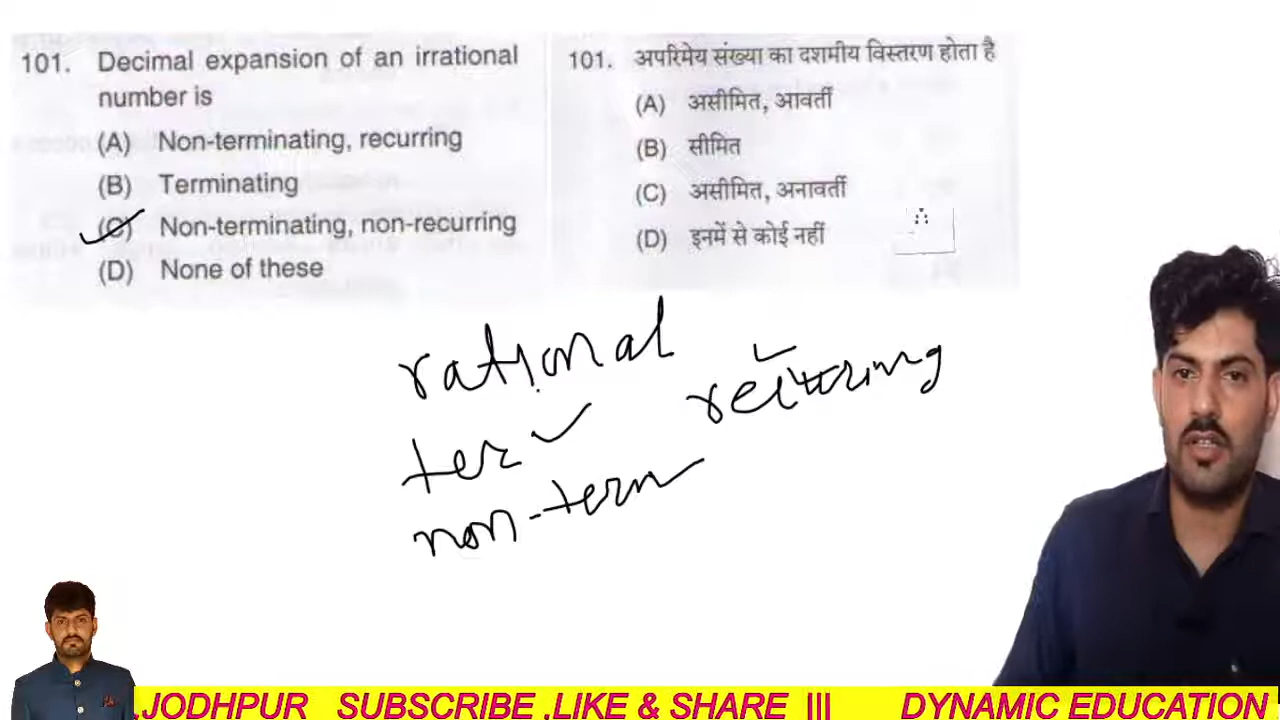 101. Decimal expansion of an irrational
number is
(A) Non-terminating, recurring
(B) Terminating
(C) Non-terminating, non-recurring
(D) None of these
101. अपरिमेय संख्या का दशमीय विस्तरण होता है
(A) असीमित, आवर्ती
(B) सीमित
(C) असीमित, अनावर्ती
(D) इनमें से कोई नहीं
rational
ter recurring
non-term
,JODHPUR SUBSCRIBE ,LIKE & SHARE ||| DYNAMIC EDUCATION